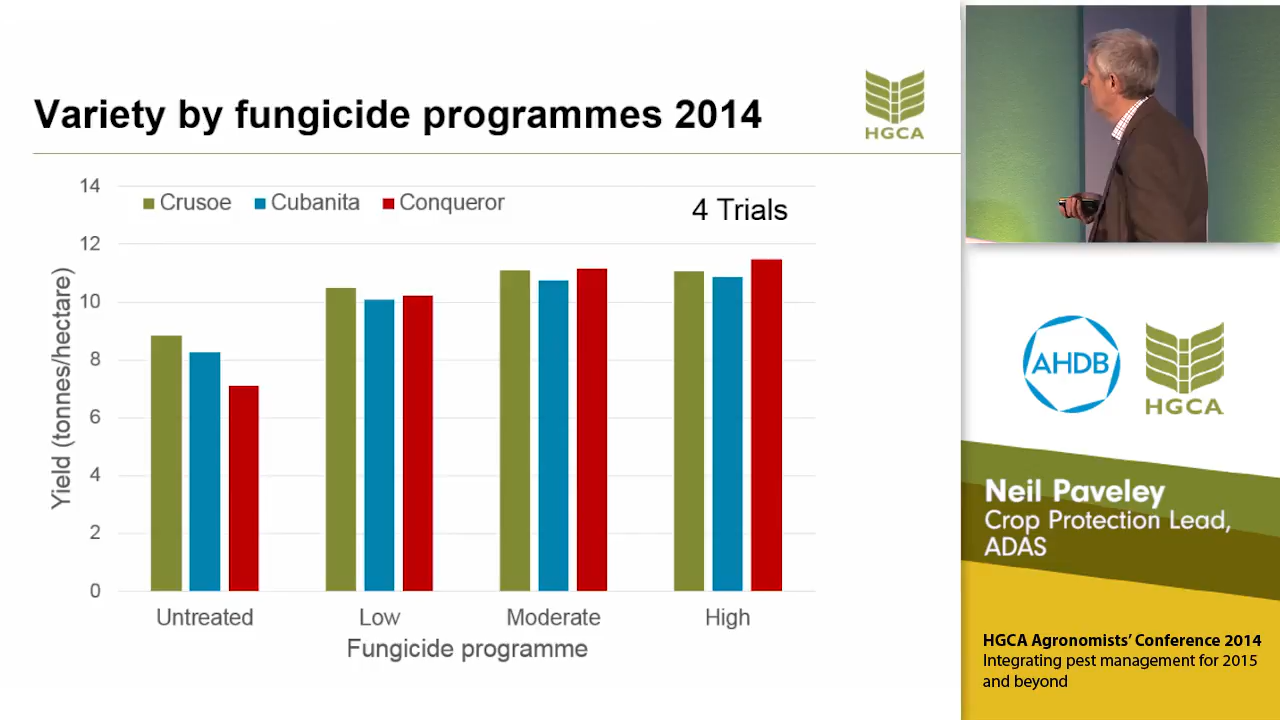 Variety by fungicide programmes 2014
HGCA
14
12
10
8
6
4
2
0
Yield (tonnes/hectare)
Crusoe
Cubanita
Conqueror
4 Trials
Untreated
Low
Moderate
High
Fungicide programme
AHDB
HGCA
Neil Paveley
Crop Protection Lead,
ADAS
HGCA Agronomists’ Conference 2014
Integrating pest management for 2015
and beyond